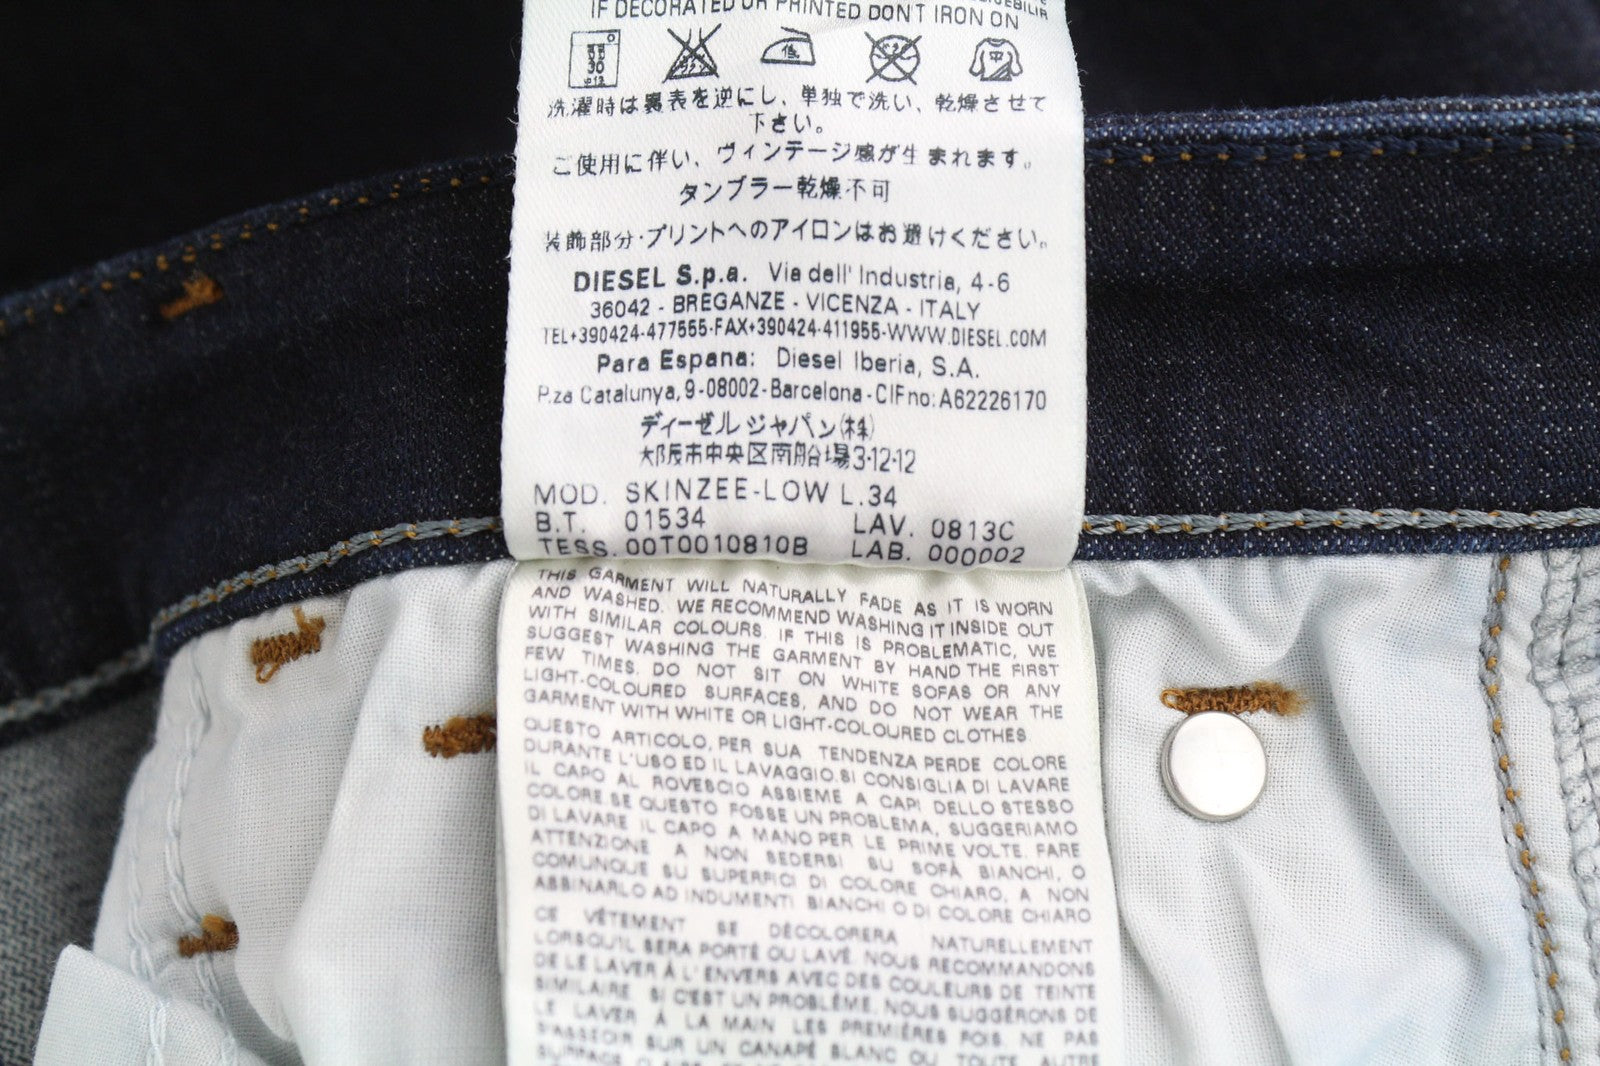 IF DECORATED OR PRINTED DON'T IRON ON
30
洗濯時は裏表を逆にし、単独で洗い、乾燥させて
下さい。
ご使用に伴い、ヴィンテージ感が生まれます。
タンブラー乾燥不可
装飾部分・プリントへのアイロンはお避けください。
DIESEL S.p.a. Via dell' Industria, 4-6
36042 - BREGANZE - VICENZA - ITALY
TEL+390424-477555-FAX+390424-411955-WWW.DIESEL.COM
Para Espana: Diesel Iberia, S.A.
P.za Catalunya, 9-08002-Barcelona-CIFno:A62226170
ディーゼル ジャパン(株)
大阪市中央区南船場3-12-12
MOD. SKINZEE-LOW L.34
B.T. 01534 LAV. 0813C
TESS. 00T0010810B LAB. 000002
THIS GARMENT WILL NATURALLY FADE AS IT IS WORN
AND WASHED. WE RECOMMEND WASHING IT INSIDE OUT
WITH SIMILAR COLOURS. IF THIS IS PROBLEMATIC, WE
SUGGEST WASHING THE GARMENT BY HAND THE FIRST
FEW TIMES. DO NOT SIT ON WHITE SOFAS OR ANY
LIGHT-COLOURED SURFACES, AND DO NOT WEAR THE
GARMENT WITH WHITE OR LIGHT-COLOURED CLOTHES.
QUESTO ARTICOLO, PER SUA TENDENZA PERDE COLORE
DURANTE L'USO ED IL LAVAGGIO.SI CONSIGLIA DI LAVARE
IL CAPO AL ROVESCIO ASSIEME A CAPI DELLO STESSO
COLORE.SE QUESTO FOSSE UN PROBLEMA, SUGGERIAMO
DI LAVARE IL CAPO A MANO PER LE PRIME VOLTE. FARE
ATTENZIONE A NON SEDERSI SU SOFÀ BIANCHI, O
COMUNQUE SU SUPERFICI DI COLORE CHIARO, A NON
ABBINARLO AD INDUMENTI BIANCHI O DI COLORE CHIARO
CE VÊTEMENT SE DÉCOLORERA NATURELLEMENT
LORSQU'IL SERA PORTÉ OU LAVÉ. NOUS RECOMMANDONS
DE LE LAVER À L'ENVERS AVEC DES COULEURS DE TEINTE
SIMILAIRE. SI C'EST UN PROBLÈME, NOUS SUGGÉRONS DE
LE LAVER À LA MAIN LES PREMIÈRES FOIS. NE PAS
S'ASSEOIR SUR UN CANAPÉ BLANC OU TOUTE AUTRE